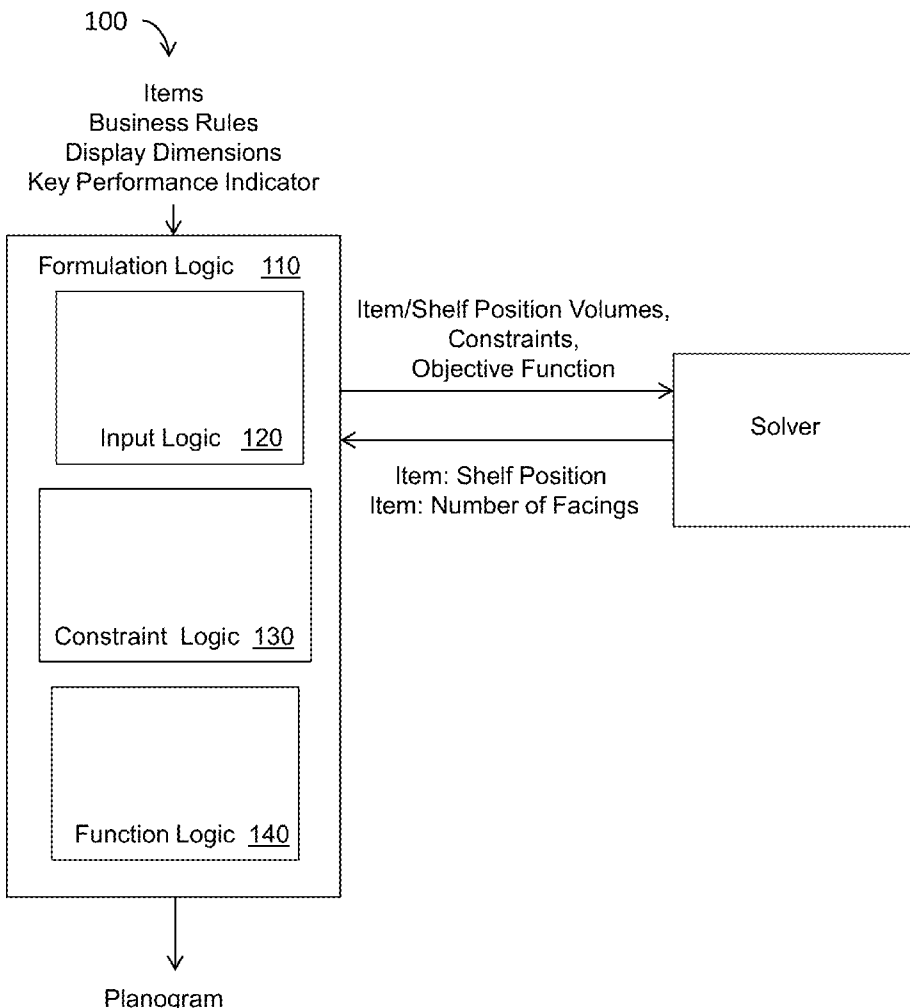 100
Items
Business Rules
Display Dimensions
Key Performance Indicator
Formulation Logic 110
Input Logic 120
Constraint Logic 130
Function Logic 140
Item/Shelf Position Volumes,
Constraints,
Objective Function
Item: Shelf Position
Item: Number of Facings
Solver
Planogram